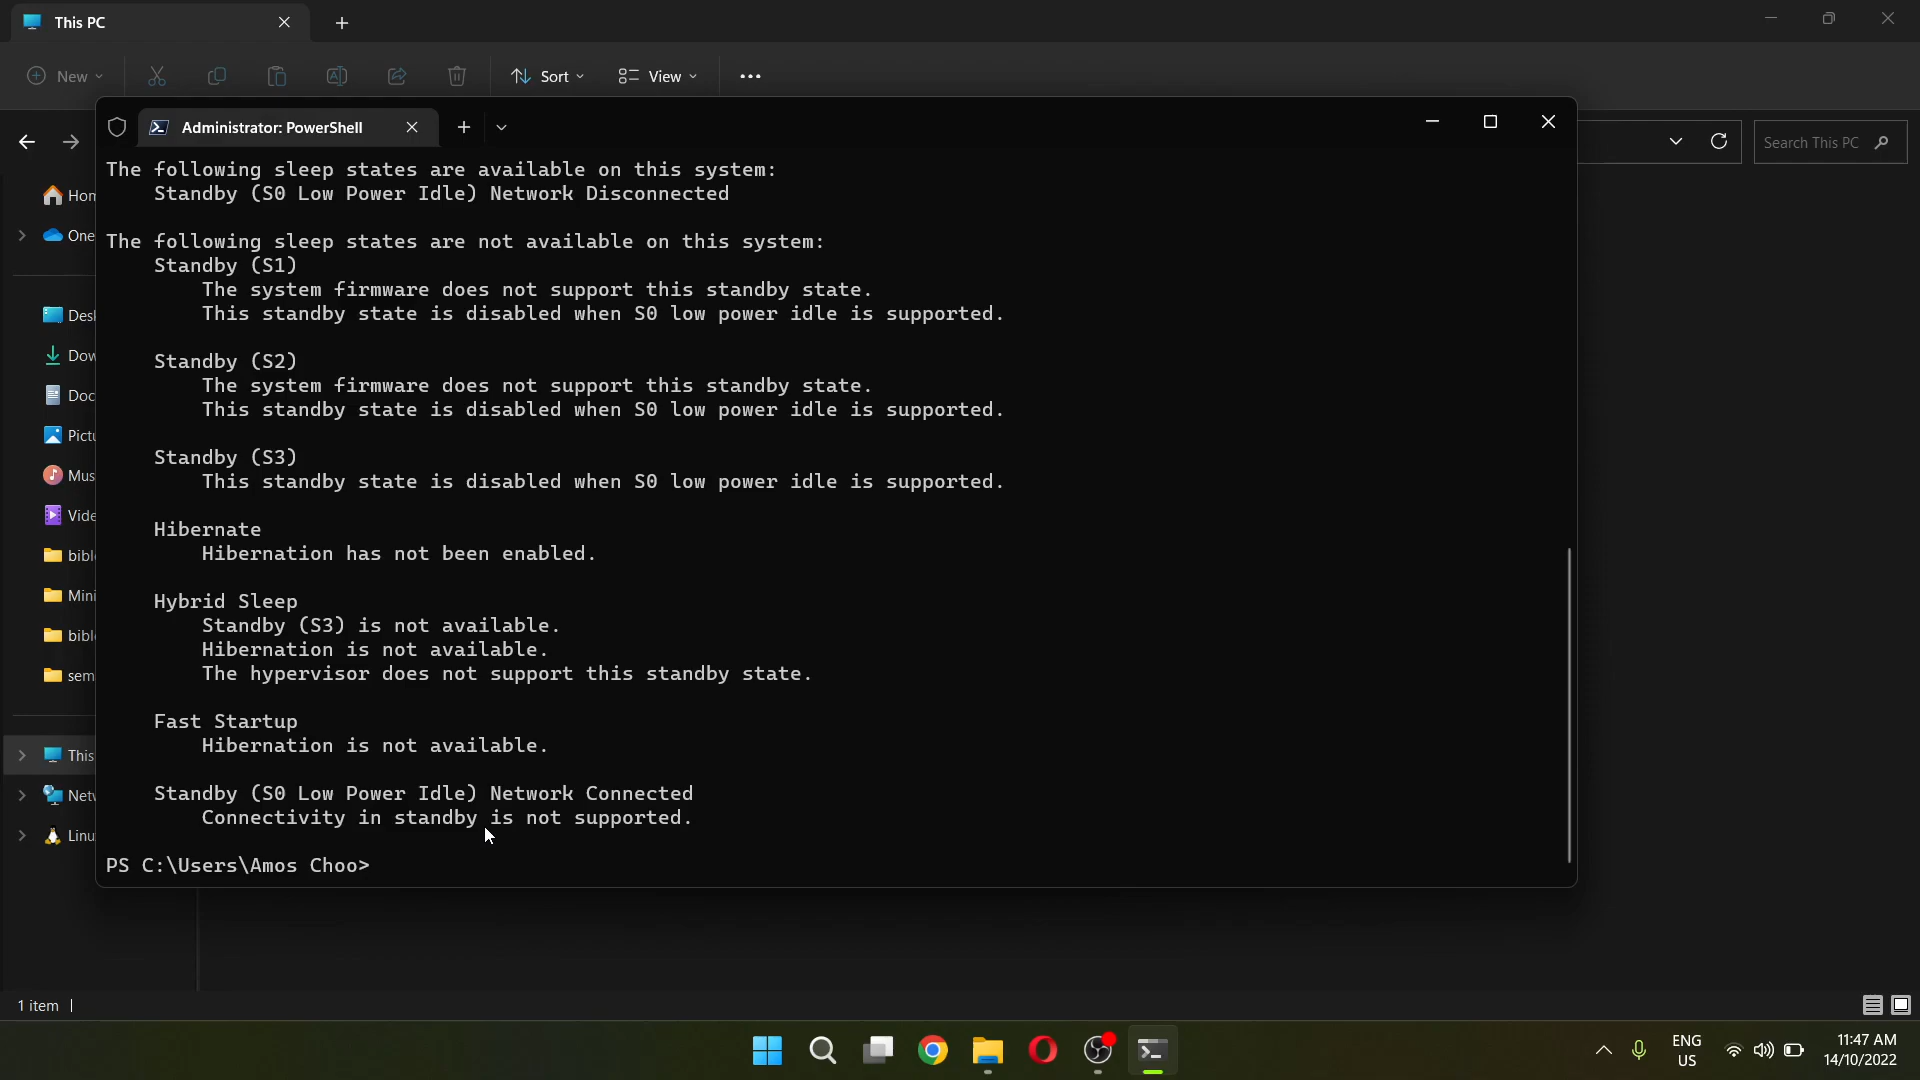 This PC
New
Sort
View
Search This PC
Administrator: PowerShell
The following sleep states are available on this system:
Standby (S0 Low Power Idle) Network Disconnected
The following sleep states are not available on this system:
Standby (S1)
The system firmware does not support this standby state.
This standby state is disabled when S0 low power idle is supported.
Standby (S2)
The system firmware does not support this standby state.
This standby state is disabled when S0 low power idle is supported.
Standby (S3)
This standby state is disabled when S0 low power idle is supported.
Hibernate
Hibernation has not been enabled.
Hybrid Sleep
Standby (S3) is not available.
Hibernation is not available.
The hypervisor does not support this standby state.
Fast Startup
Hibernation is not available.
Standby (S0 Low Power Idle) Network Connected
Connectivity in standby is not supported.
PS C:\Users\Amos Choo>
One
Mini
This
1 item
ENG
US
11:47 AM
14/10/2022